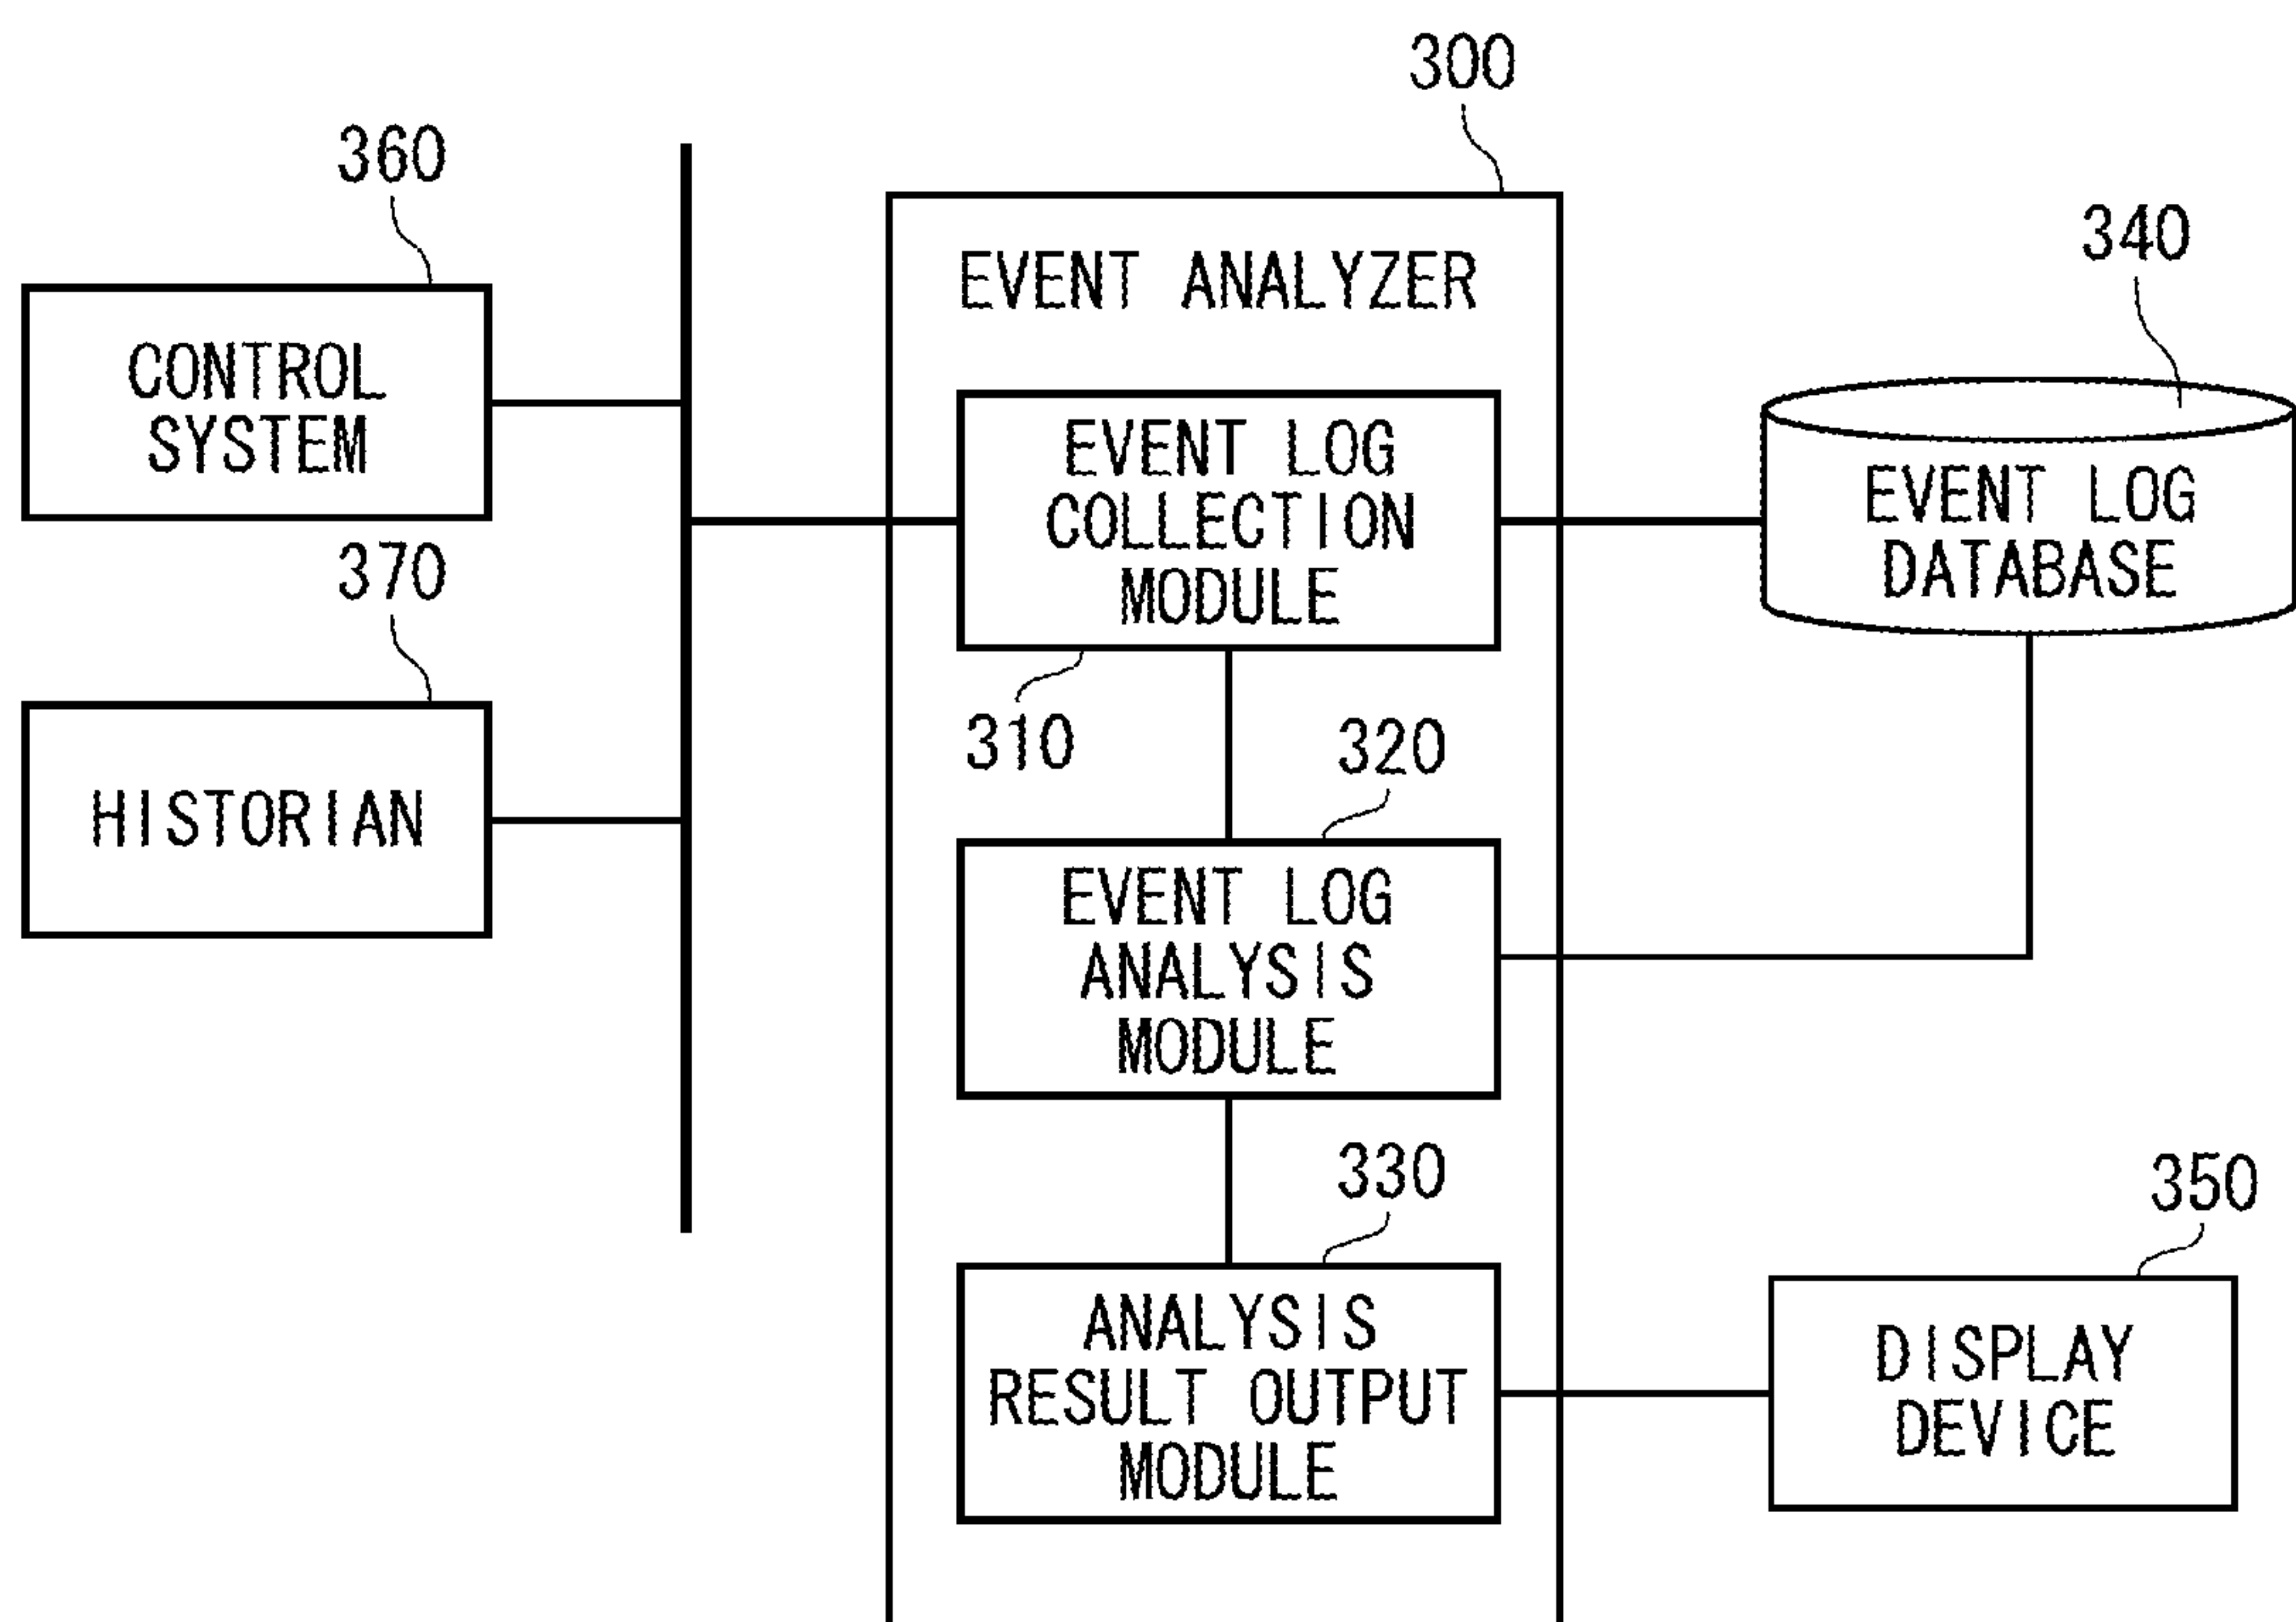 300
360
EVENT ANALYZER
340
CONTROL
SYSTEM
EVENT LOG
COLLECTION
MODULE
EVENT LOG
DATABASE
370
310
320
HISTORIAN
EVENT LOG
ANALYSIS
MODULE
330
350
ANALYSIS
RESULT OUTPUT
MODULE
DISPLAY
DEVICE